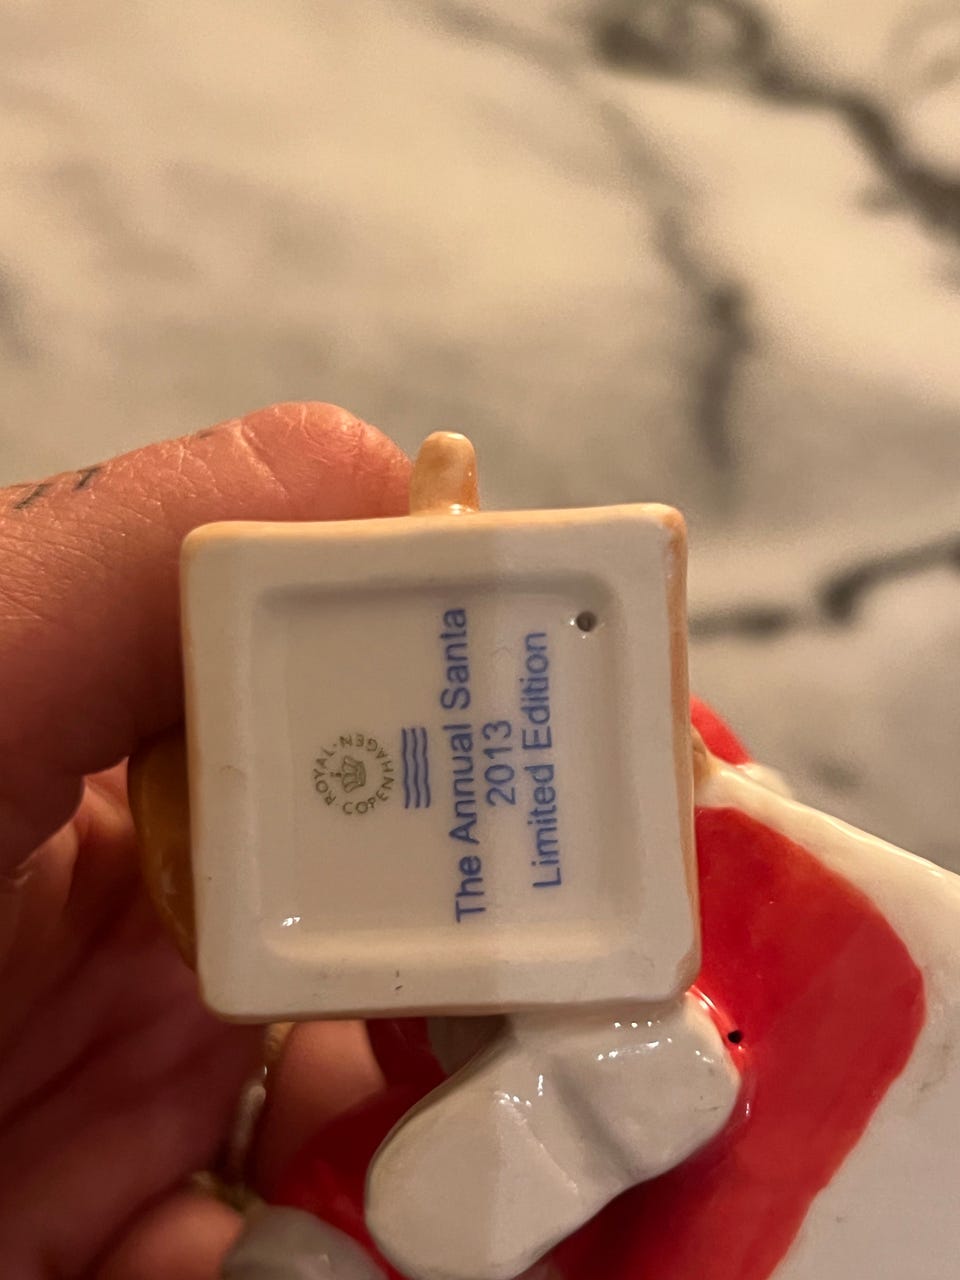 ROYAL
COPENHAGEN
The Annual Santa
2013
Limited Edition